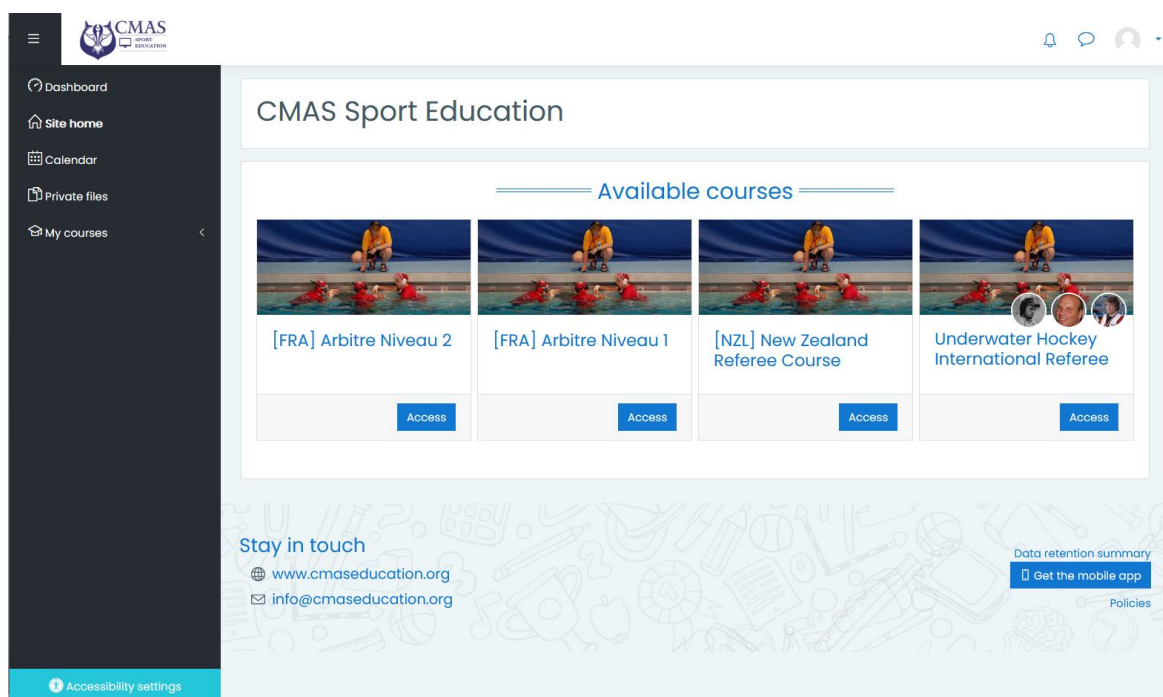 CMAS
SPORT
EDUCATION
Dashboard
Site home
Calendar
Private files
My courses
CMAS Sport Education
Available courses
[FRA] Arbitre Niveau 2
Access
[FRA] Arbitre Niveau 1
Access
[NZL] New Zealand
Referee Course
Access
Underwater Hockey
International Referee
Access
Stay in touch
www.cmaseducation.org
info@cmaseducation.org
Data retention summary
Get the mobile app
Policies
Accessibility settings